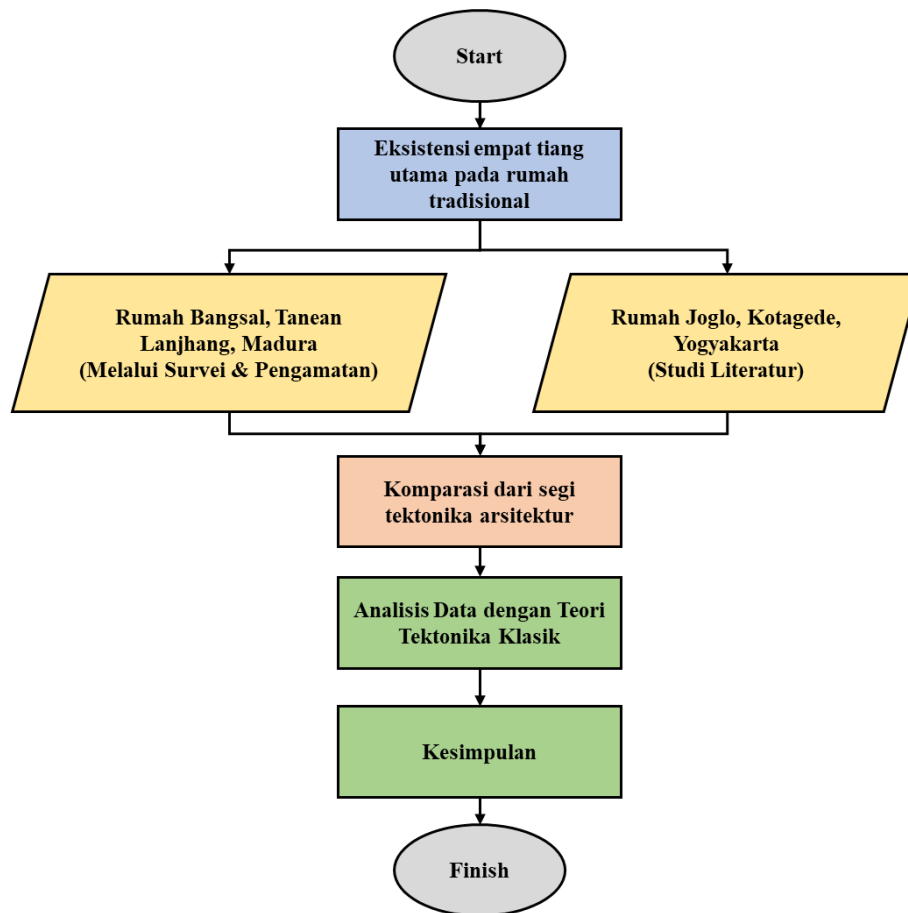 Start
Eksistensi empat tiang
utama pada rumah
tradisional
Rumah Bangsal, Tanean
Lanjhang, Madura
(Melalui Survei & Pengamatan)
Rumah Joglo, Kotagede,
Yogyakarta
(Studi Literatur)
Komparasi dari segi
tektonika arsitektur
Analisis Data dengan Teori
Tektonika Klasik
Kesimpulan
Finish